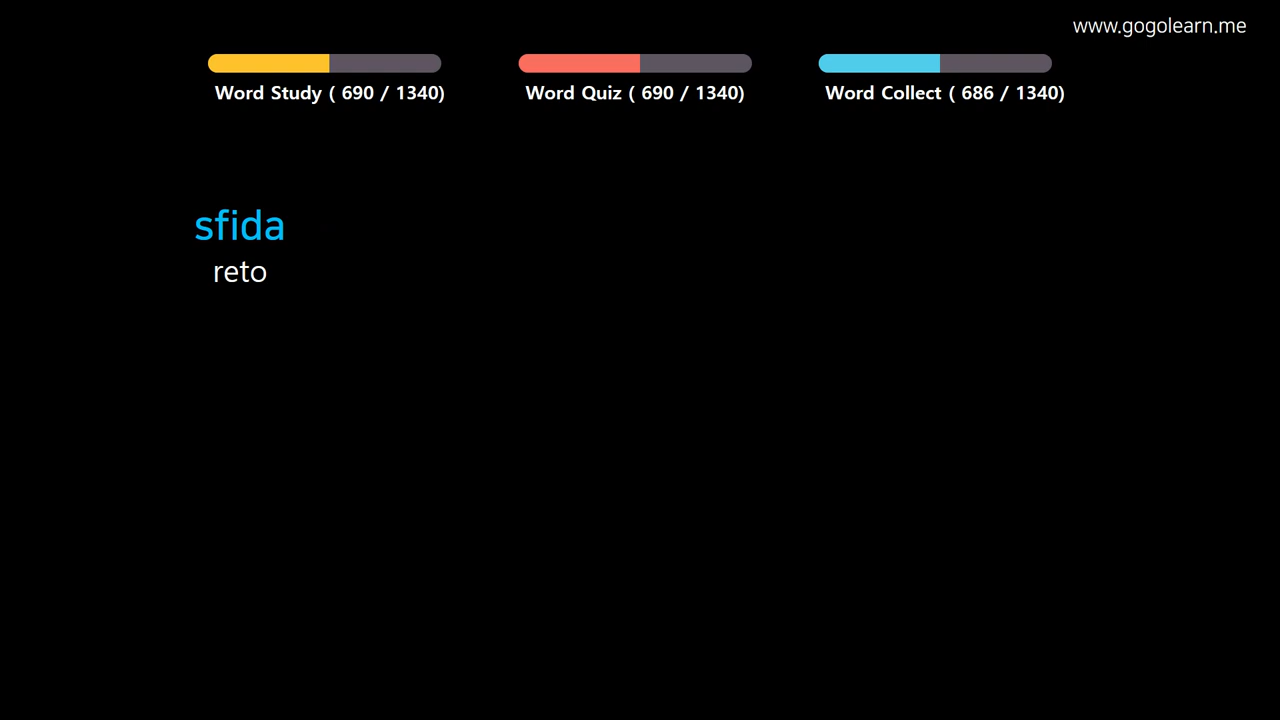 www.gogolearn.me
Word Study ( 690 / 1340)
Word Quiz ( 690 / 1340)
Word Collect ( 686 / 1340)
sfida
reto